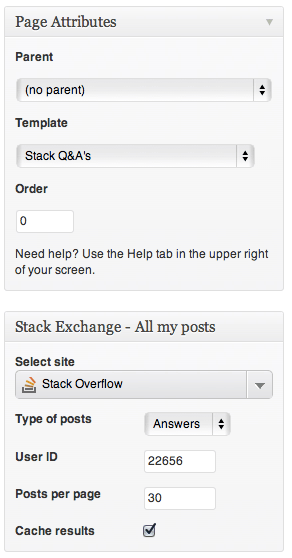 Page Attributes
Parent
(no parent)
Template
Stack Q&A's
Order
0
Need help? Use the Help tab in the upper right
of your screen.
Stack Exchange - All my posts
Select site
Stack Overflow
Type of posts Answers
User ID 22656
Posts per page 30
Cache results